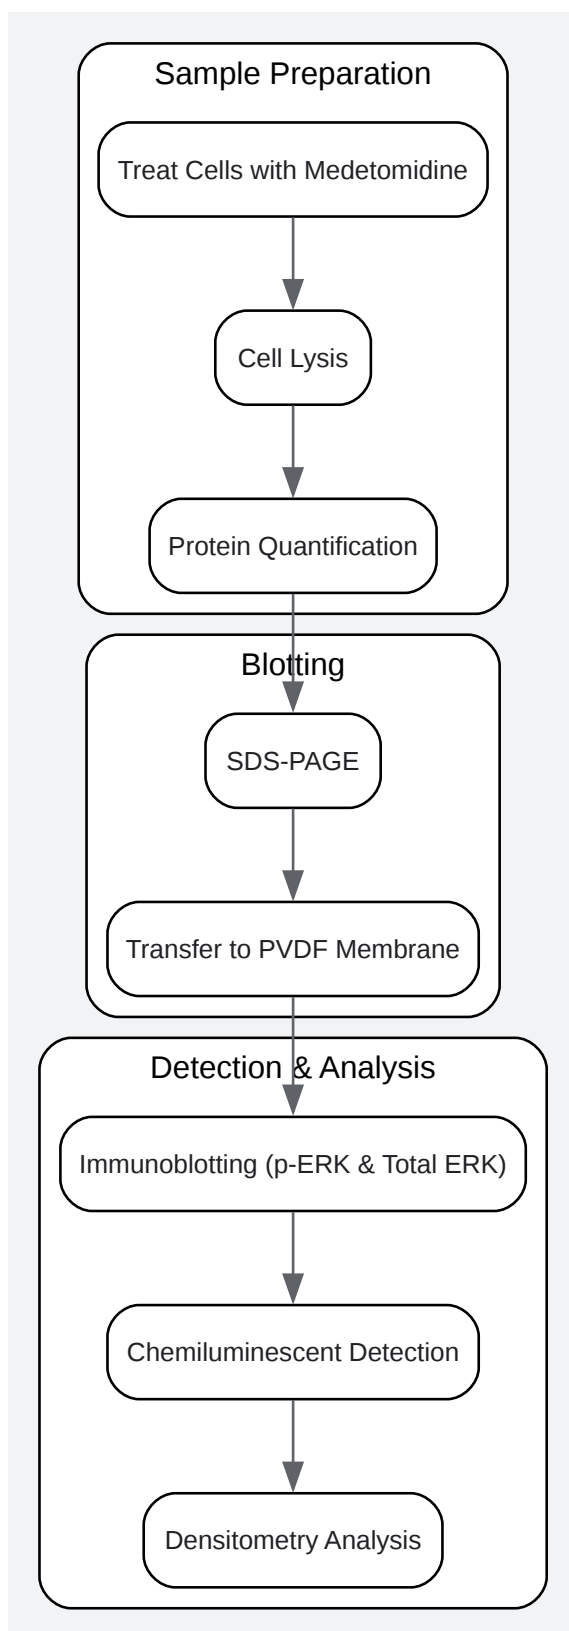 Sample Preparation
Treat Cells with Medetomidine
Cell Lysis
Protein Quantification
Blotting
SDS-PAGE
Transfer to PVDF Membrane
Detection & Analysis
Immunoblotting (p-ERK & Total ERK)
Chemiluminescent Detection
Densitometry Analysis